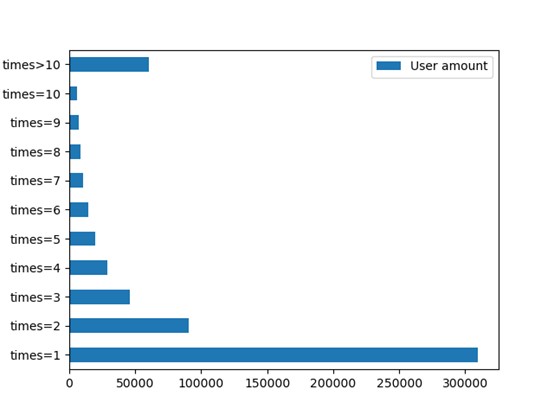 User amount
times>10
times=10
times=9
times=8
times=7
times=6
times=5
times=4
times=3
times=2
times=1
0 50000 100000 150000 200000 250000 300000